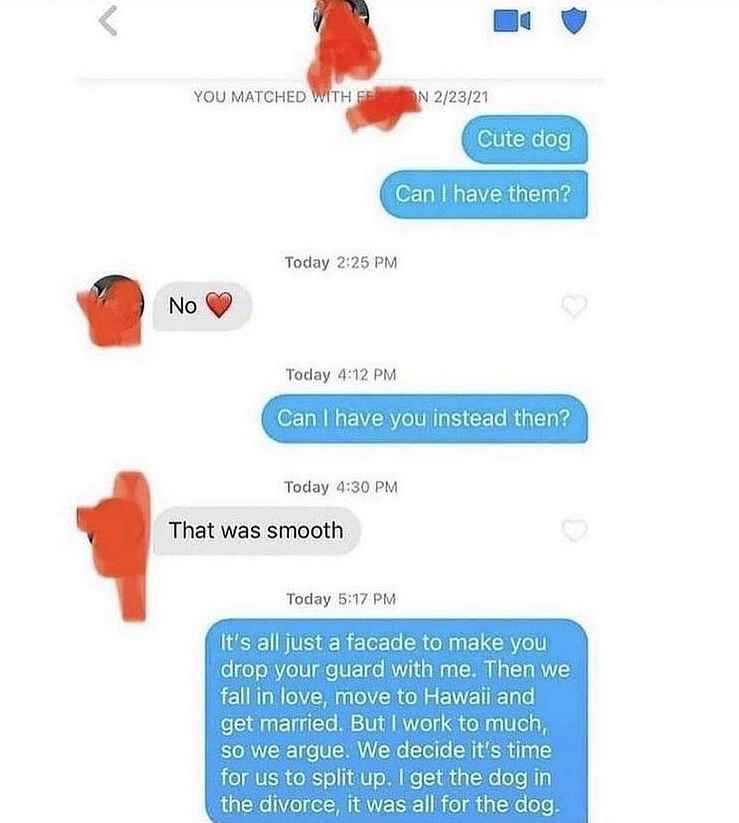 YOU MATCHED WITH ON 2/23/21
Cute dog
Can I have them?
Today 2:25 PM
No ❤️
Today 4:12 PM
Can I have you instead then?
Today 4:30 PM
That was smooth
Today 5:17 PM
It's all just a facade to make you
drop your guard with me. Then we
fall in love, move to Hawaii and
get married. But I work to much,
so we argue. We decide it's time
for us to split up. I get the dog in
the divorce, it was all for the dog.